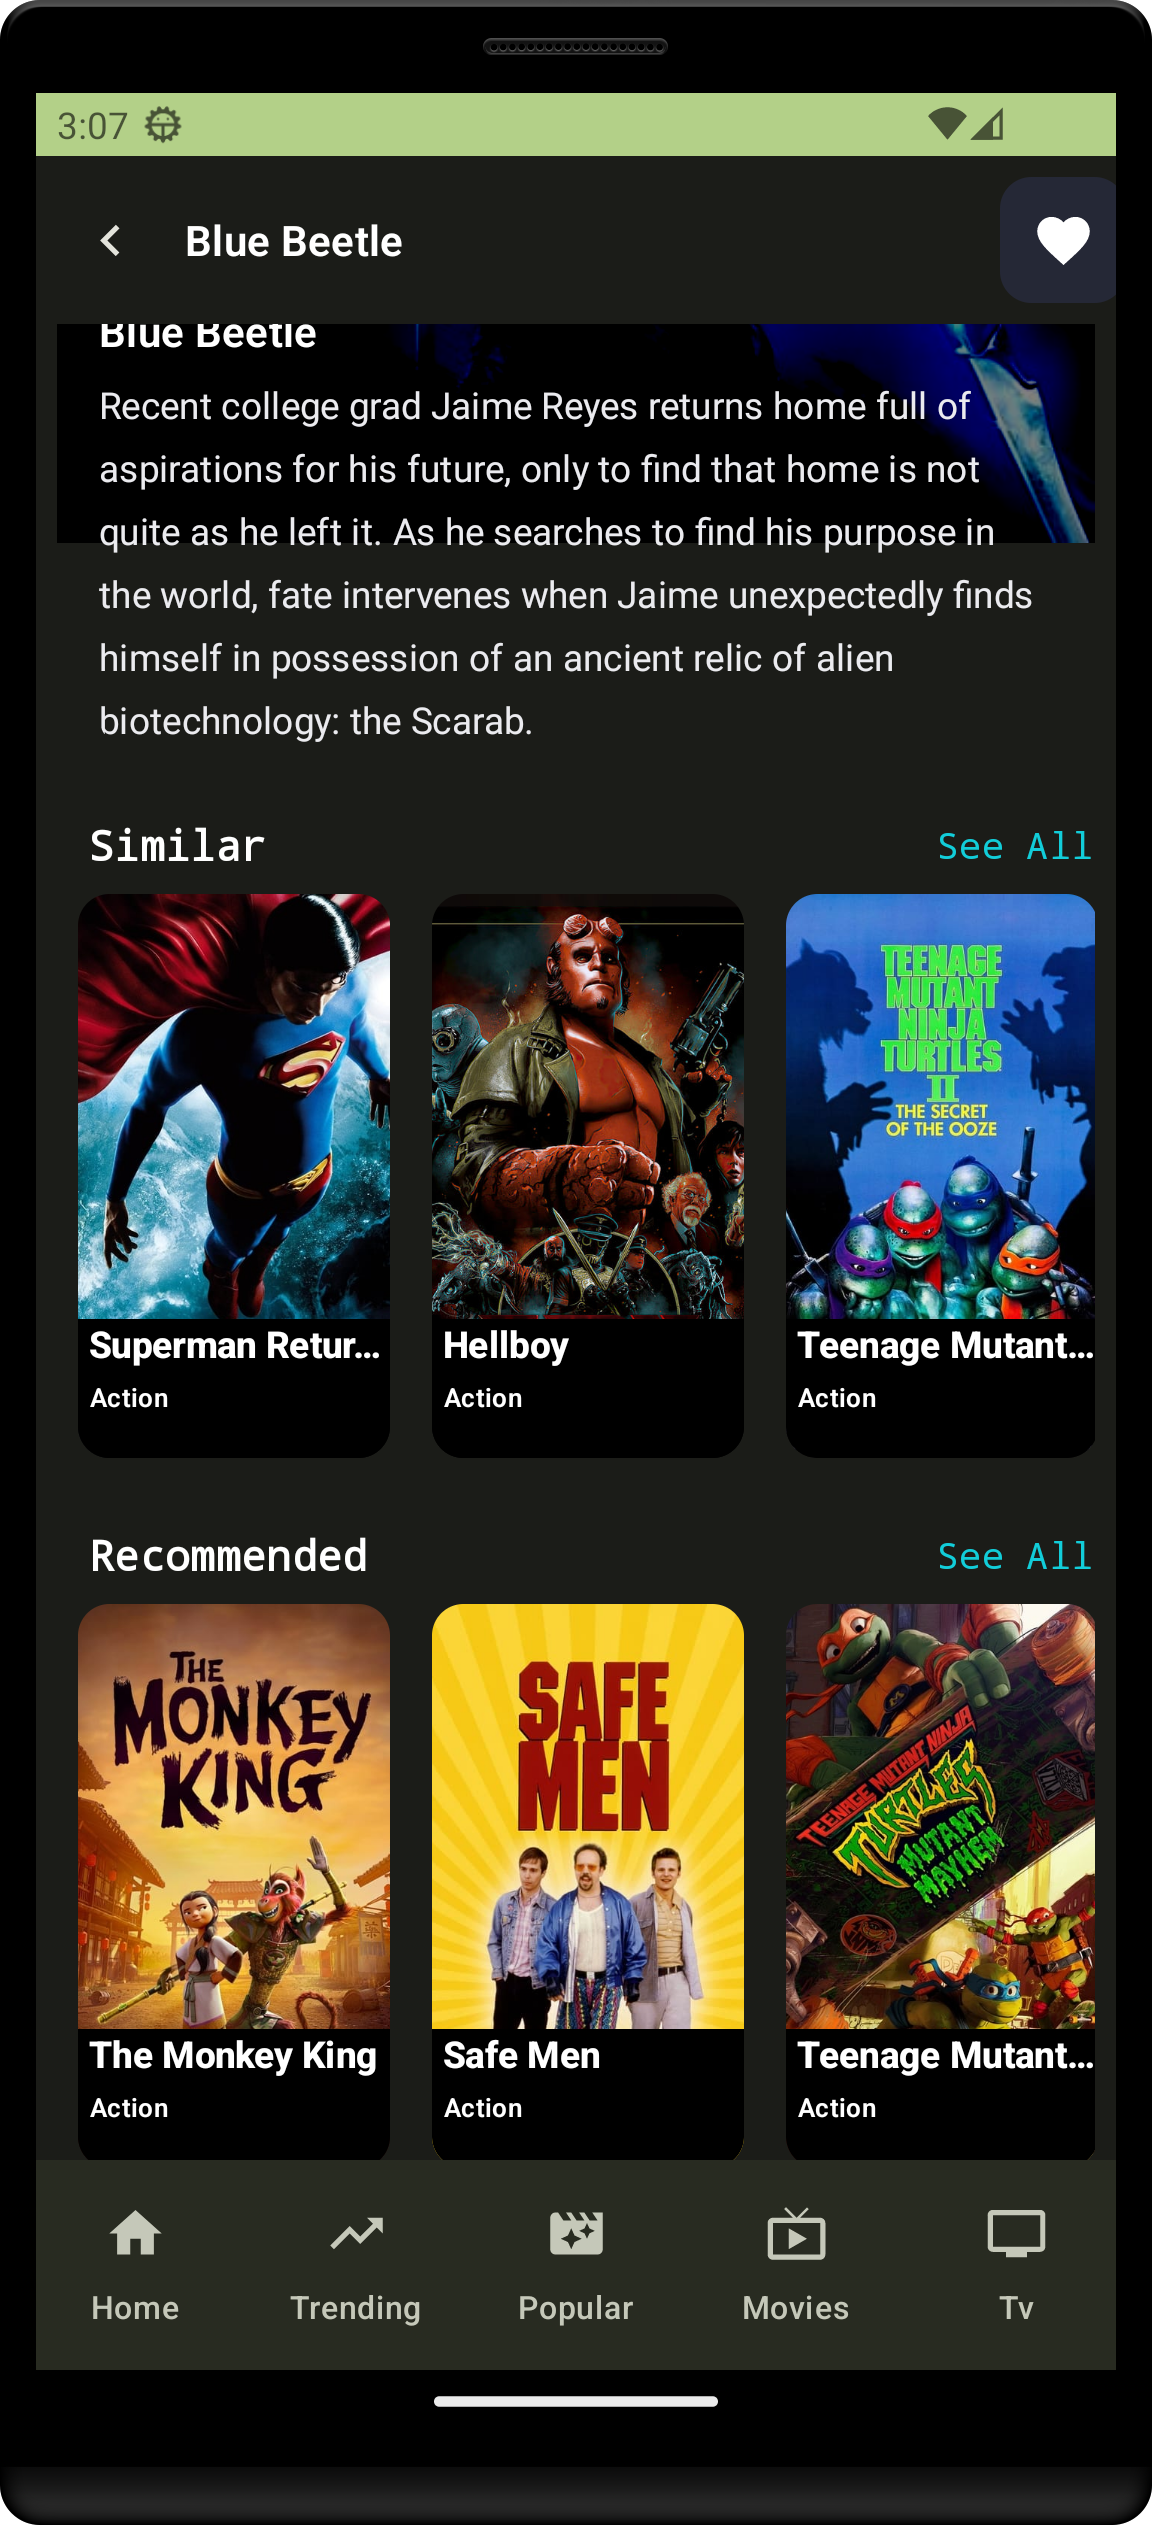 3:07
Blue Beetle
Blue Beetle
Recent college grad Jaime Reyes returns home full of
aspirations for his future, only to find that home is not
quite as he left it. As he searches to find his purpose in
the world, fate intervenes when Jaime unexpectedly finds
himself in possession of an ancient relic of alien
biotechnology: the Scarab.
Similar
See All
TEENAGE
MUTANT
NINJA
TURTLES
II
THE SECRET
OF THE OOZE
Superman Retur...
Hellboy
Teenage Mutant...
Action
Action
Action
Recommended
See All
THE
MONKEY
KING
SAFE
MEN
TEENAGE MUTANT NINJA
TURTLES
MUTANT
MAYHEM
The Monkey King
Safe Men
Teenage Mutant...
Action
Action
Action
Home
Trending
Popular
Movies
Tv